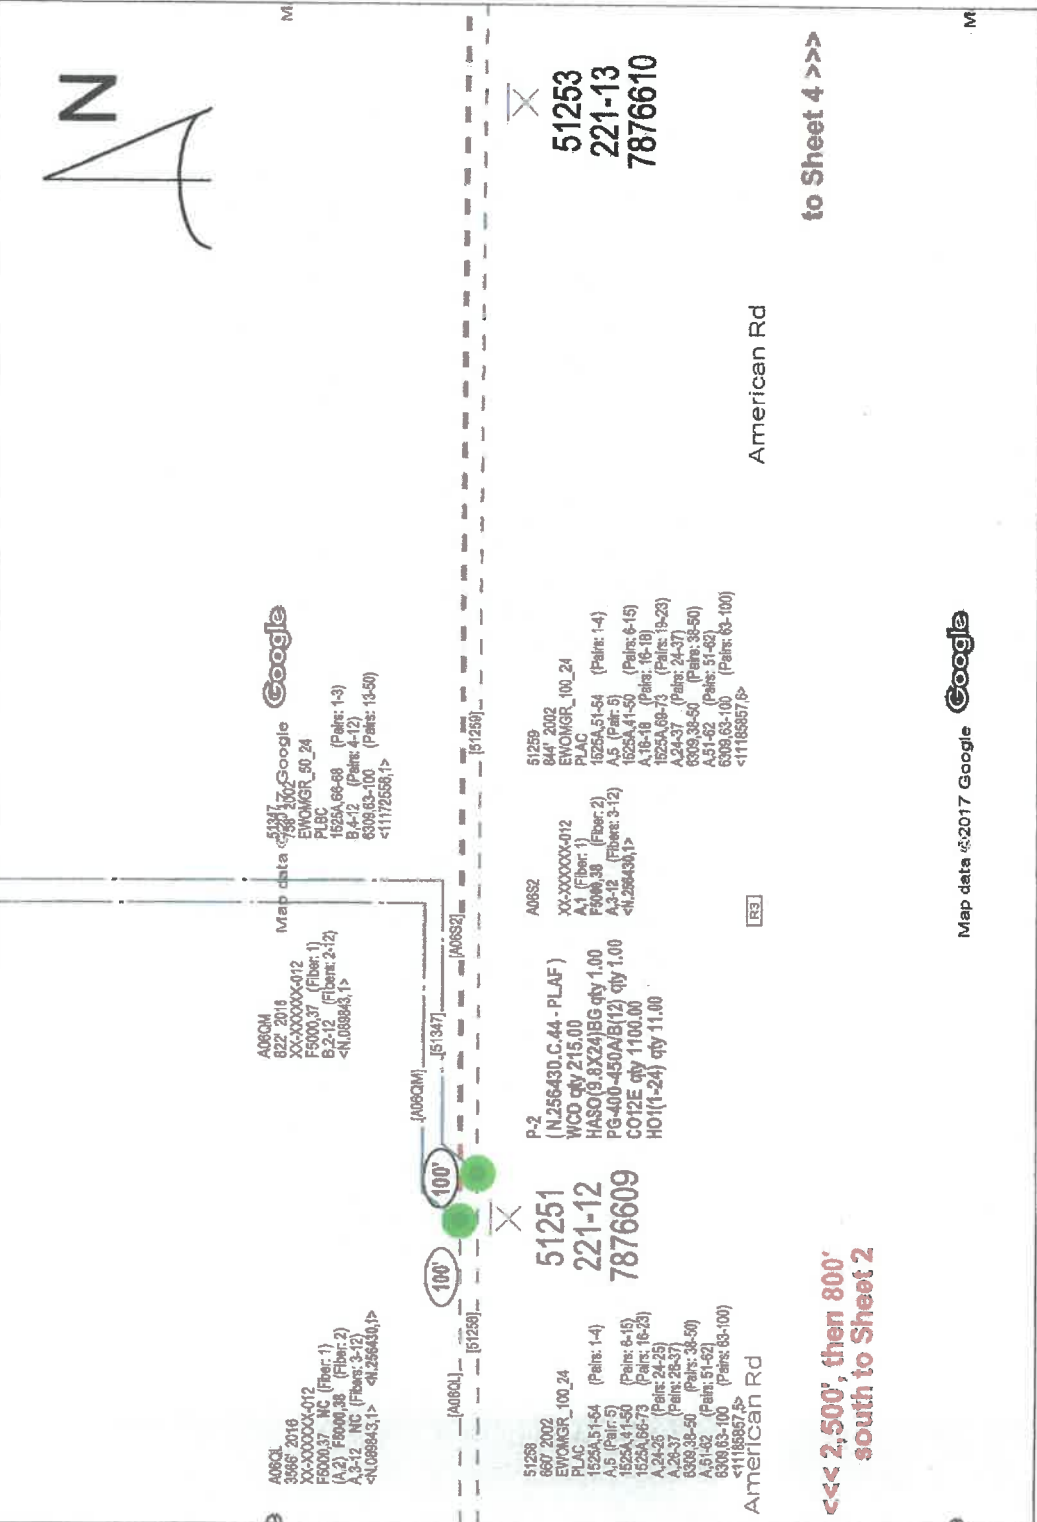 N
A06QL
3566' 2016
XX-XXXXXX-012
F5000,37 NC (Fiber: 1)
(A,2) F5000,38 (Fiber: 2)
A,3-12 NC (Fibers: 3-12)
<N.089843,1> <N.256430,1>
A06QM
822' 2016
XX-XXXXXX-012
F5000,37 (Fiber: 1)
B,2-12 (Fibers: 2-12)
<N.089843,1>
Map data ©2017 Google
Google
51347
756' 2002
EWOMGR_50_24
PLBC
1525A,66-68 (Pairs: 1-3)
B,4-12 (Pairs: 4-12)
6309,63-100 (Pairs: 13-50)
<11172558,1>
[A06QM]
[51347]
[A06QL]
[A06S2]
[51258]
[51259]
100'
100'
51251
221-12
7876609
51253
221-13
7876610
51258
660' 2002
EWOMGR_100_24
PLAC
1525A,51-54 (Pairs: 1-4)
A,5 (Pair: 5)
1525A,41-50 (Pairs: 6-15)
1525A,66-73 (Pairs: 16-23)
A,24-25 (Pairs: 24-25)
A,26-37 (Pairs: 26-37)
6309,38-50 (Pairs: 38-50)
A,51-62 (Pairs: 51-62)
6309,63-100 (Pairs: 63-100)
<11185857,5>
P-2
( N.256430.C.44 - PLAF )
WCO qty 215.00
HASO(9.8X24)BG qty 1.00
PG-400-450A/B(12) qty 1.00
CO12E qty 1100.00
HO1(1-24) qty 11.00
A06S2
XX-XXXXXX-012
A,1 (Fiber: 1)
F5000,38 (Fiber: 2)
A,3-12 (Fibers: 3-12)
<N.256430,1>
51259
844' 2002
EWOMGR_100_24
PLAC
1525A,51-54 (Pairs: 1-4)
A,5 (Pair: 5)
1525A,41-50 (Pairs: 6-15)
A,16-18 (Pairs: 16-18)
1525A,69-73 (Pairs: 19-23)
A,24-37 (Pairs: 24-37)
6309,38-50 (Pairs: 38-50)
A,51-62 (Pairs: 51-62)
6309,63-100 (Pairs: 63-100)
<11185857,6>
American Rd
R3
American Rd
to Sheet 4 >>>
<<< 2,500', then 800'
south to Sheet 2
Map data ©2017 Google
Google